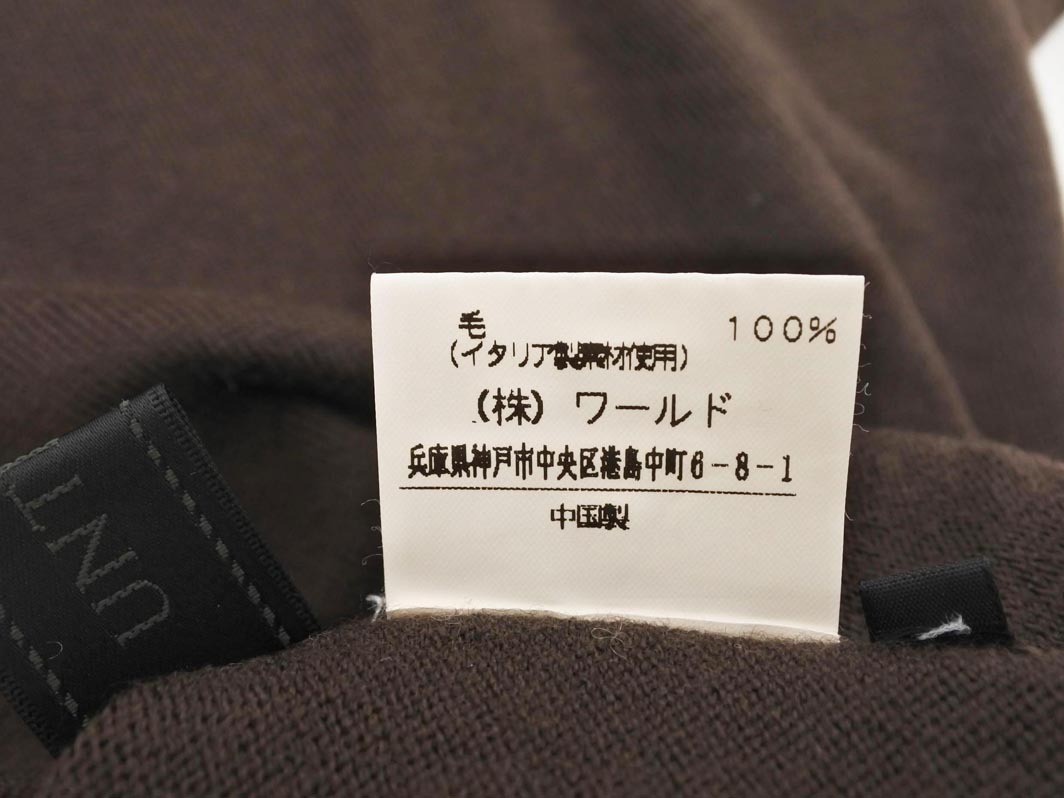 毛 100%
(イタリア製素材使用)
(株) ワールド
兵庫県神戸市中央区港島中町6-8-1
中国製
UNT